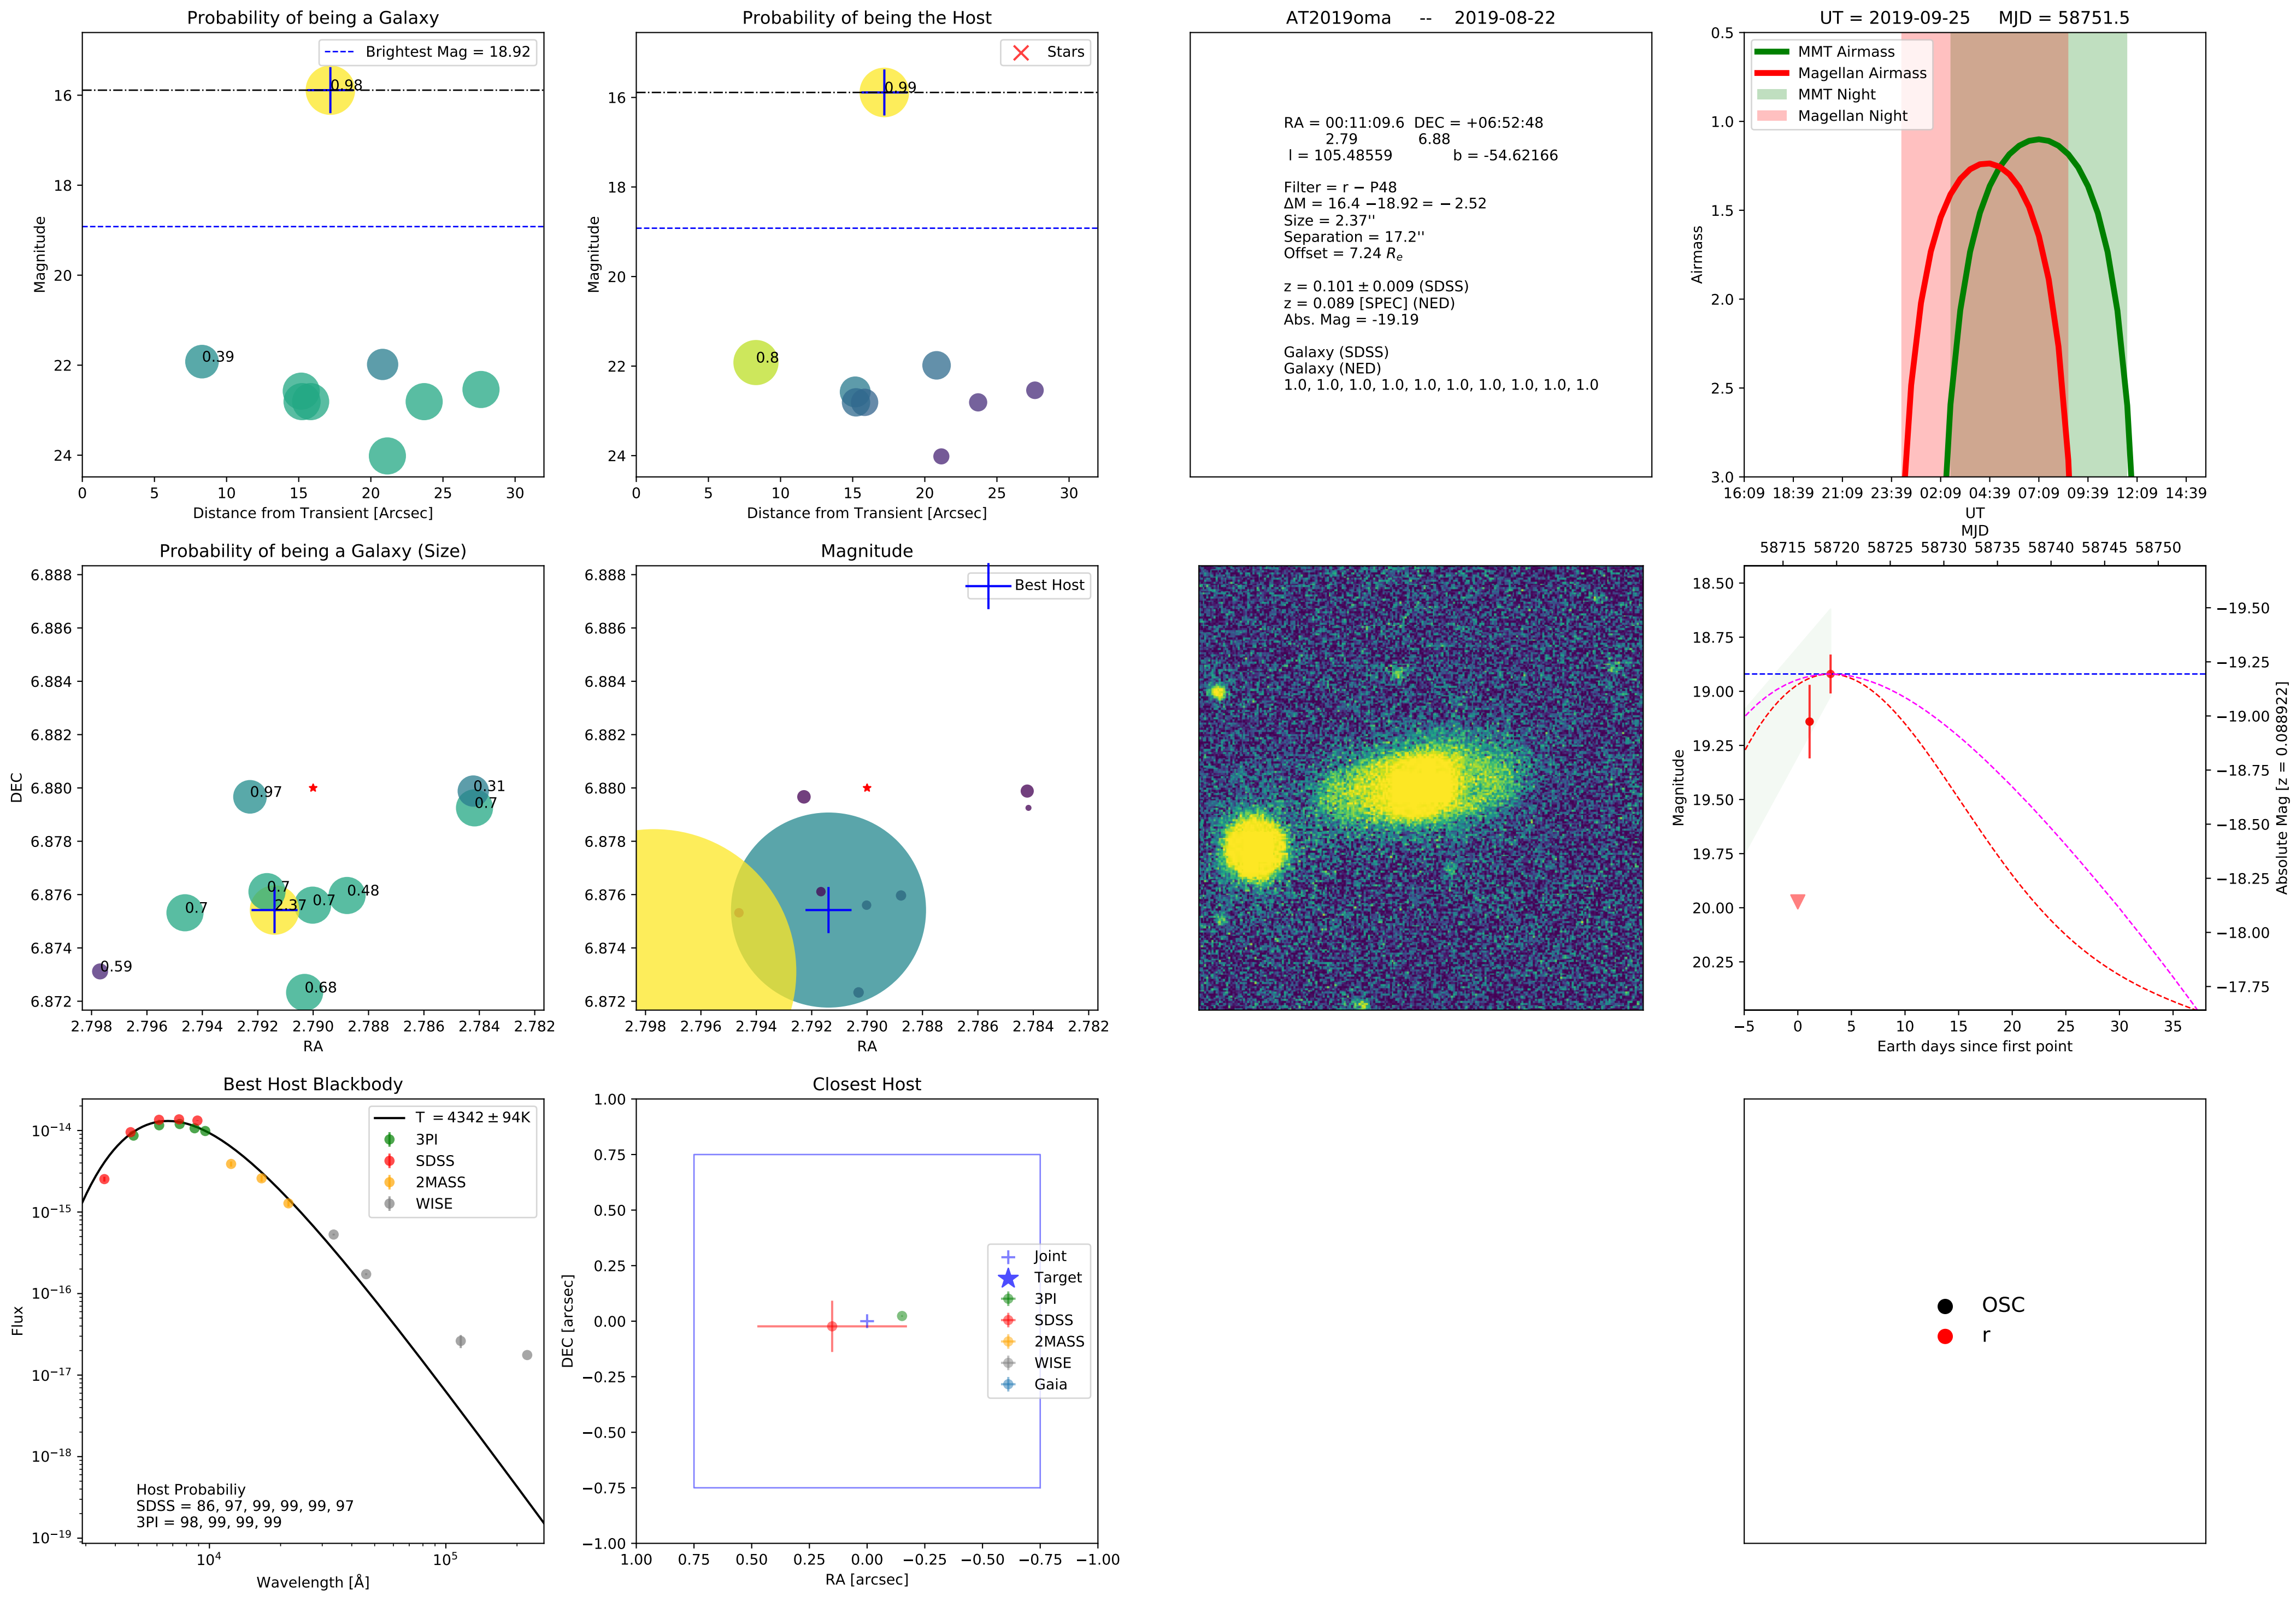 Probability of being a Galaxy
Brightest Mag = 18.92
0.98
0.39
16
18
20
22
24
Magnitude
0 5 10 15 20 25 30
Distance from Transient [Arcsec]
Probability of being the Host
Stars
0.99
0.8
16
18
20
22
24
Magnitude
0 5 10 15 20 25 30
Distance from Transient [Arcsec]
AT2019oma -- 2019-08-22
RA = 00:11:09.6 DEC = +06:52:48
2.79 6.88
l = 105.48559 b = -54.62166
Filter = r − P48
ΔM = 16.4 −18.92 = −2.52
Size = 2.37''
Separation = 17.2''
Offset = 7.24 Re
z = 0.101 ± 0.009 (SDSS)
z = 0.089 [SPEC] (NED)
Abs. Mag = -19.19
Galaxy (SDSS)
Galaxy (NED)
1.0, 1.0, 1.0, 1.0, 1.0, 1.0, 1.0, 1.0, 1.0, 1.0
UT = 2019-09-25 MJD = 58751.5
MMT Airmass
Magellan Airmass
MMT Night
Magellan Night
0.5
1.0
1.5
2.0
2.5
3.0
Airmass
16:09 18:39 21:09 23:39 02:09 04:39 07:09 09:39 12:09 14:39
UT
Probability of being a Galaxy (Size)
6.888
6.886
6.884
6.882
6.880
6.878
6.876
6.874
6.872
DEC
0.97
0.31
0.7
0.7
0.48
0.7
0.7
2.37
0.59
0.68
2.798 2.796 2.794 2.792 2.790 2.788 2.786 2.784 2.782
RA
Magnitude
Best Host
6.888
6.886
6.884
6.882
6.880
6.878
6.876
6.874
6.872
2.798 2.796 2.794 2.792 2.790 2.788 2.786 2.784 2.782
RA
MJD
58715 58720 58725 58730 58735 58740 58745 58750
18.50
18.75
19.00
19.25
19.50
19.75
20.00
20.25
Magnitude
−19.50
−19.25
−19.00
−18.75
−18.50
−18.25
−18.00
−17.75
Absolute Mag [z = 0.088922]
−5 0 5 10 15 20 25 30 35
Earth days since first point
Best Host Blackbody
T = 4342 ± 94K
3PI
SDSS
2MASS
WISE
10−14
10−15
10−16
10−17
10−18
10−19
Flux
Host Probabiliy
SDSS = 86, 97, 99, 99, 99, 97
3PI = 98, 99, 99, 99
104 105
Wavelength [Å]
Closest Host
1.00
0.75
0.50
0.25
0.00
−0.25
−0.50
−0.75
−1.00
DEC [arcsec]
Joint
Target
3PI
SDSS
2MASS
WISE
Gaia
1.00 0.75 0.50 0.25 0.00 −0.25 −0.50 −0.75 −1.00
RA [arcsec]
OSC
r